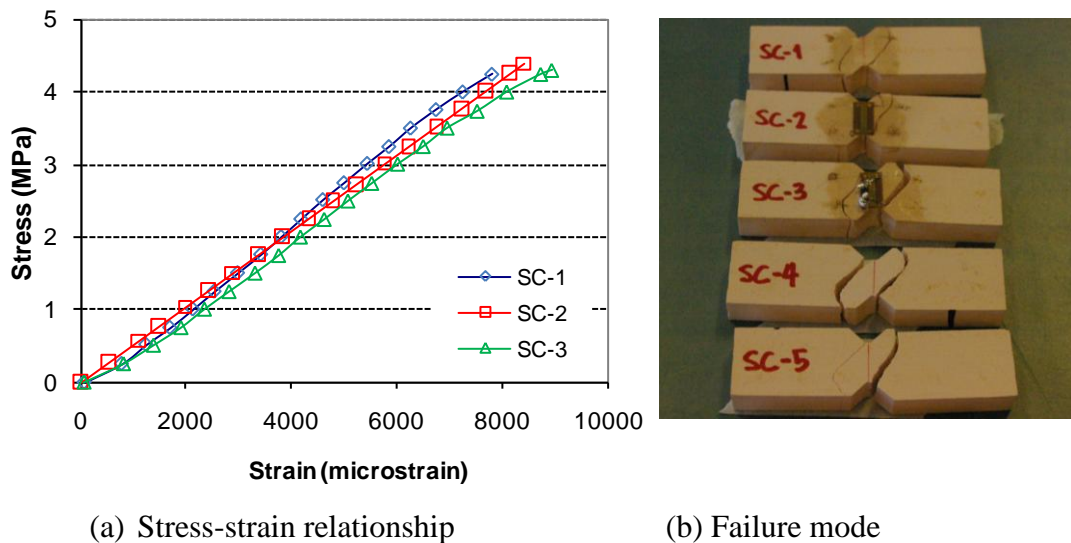 5
4
3
2
1
0
Stress (MPa)
SC-1
SC-2
SC-3
0 2000 4000 6000 8000 10000
Strain (microstrain)
(a) Stress-strain relationship
SC-1
SC-2
SC-3
SC-4
SC-5
(b) Failure mode